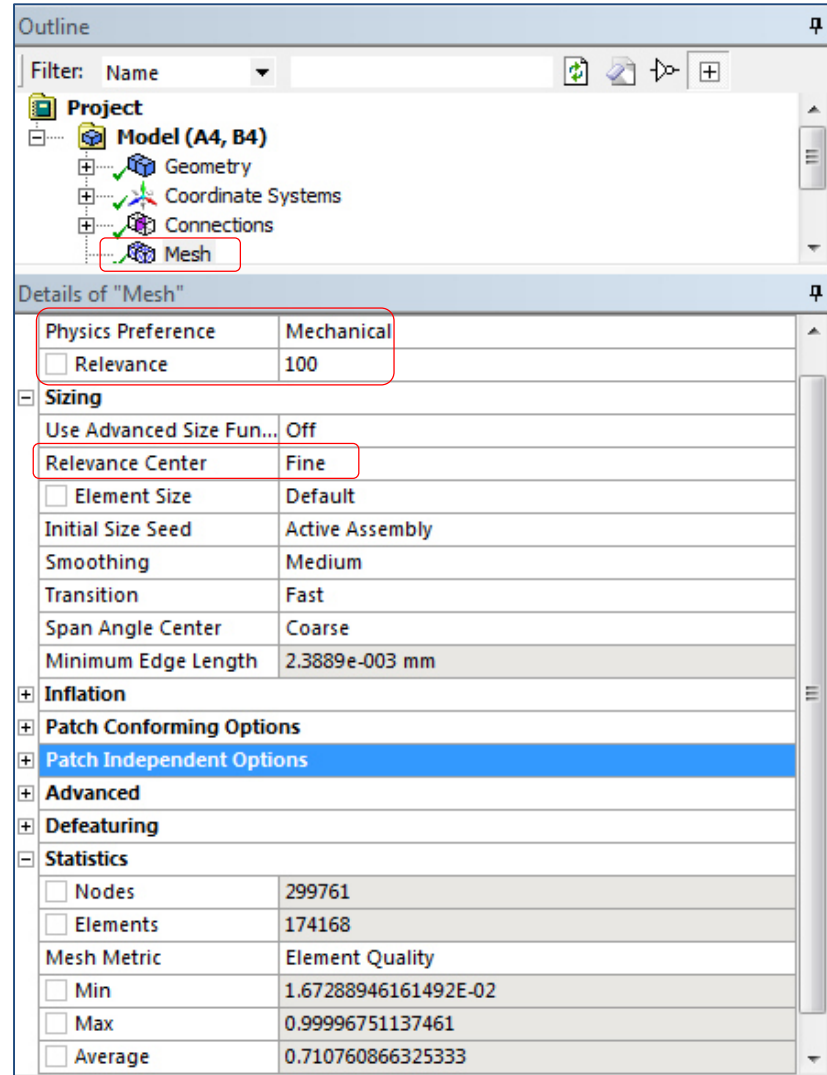 Outline
Filter: Name
Project
Model (A4, B4)
Geometry
Coordinate Systems
Connections
Mesh
Details of "Mesh"
Physics Preference Mechanical
Relevance 100
Sizing
Use Advanced Size Fun... Off
Relevance Center Fine
Element Size Default
Initial Size Seed Active Assembly
Smoothing Medium
Transition Fast
Span Angle Center Coarse
Minimum Edge Length 2.3889e-003 mm
Inflation
Patch Conforming Options
Patch Independent Options
Advanced
Defeaturing
Statistics
Nodes 299761
Elements 174168
Mesh Metric Element Quality
Min 1.67288946161492E-02
Max 0.99996751137461
Average 0.710760866325333